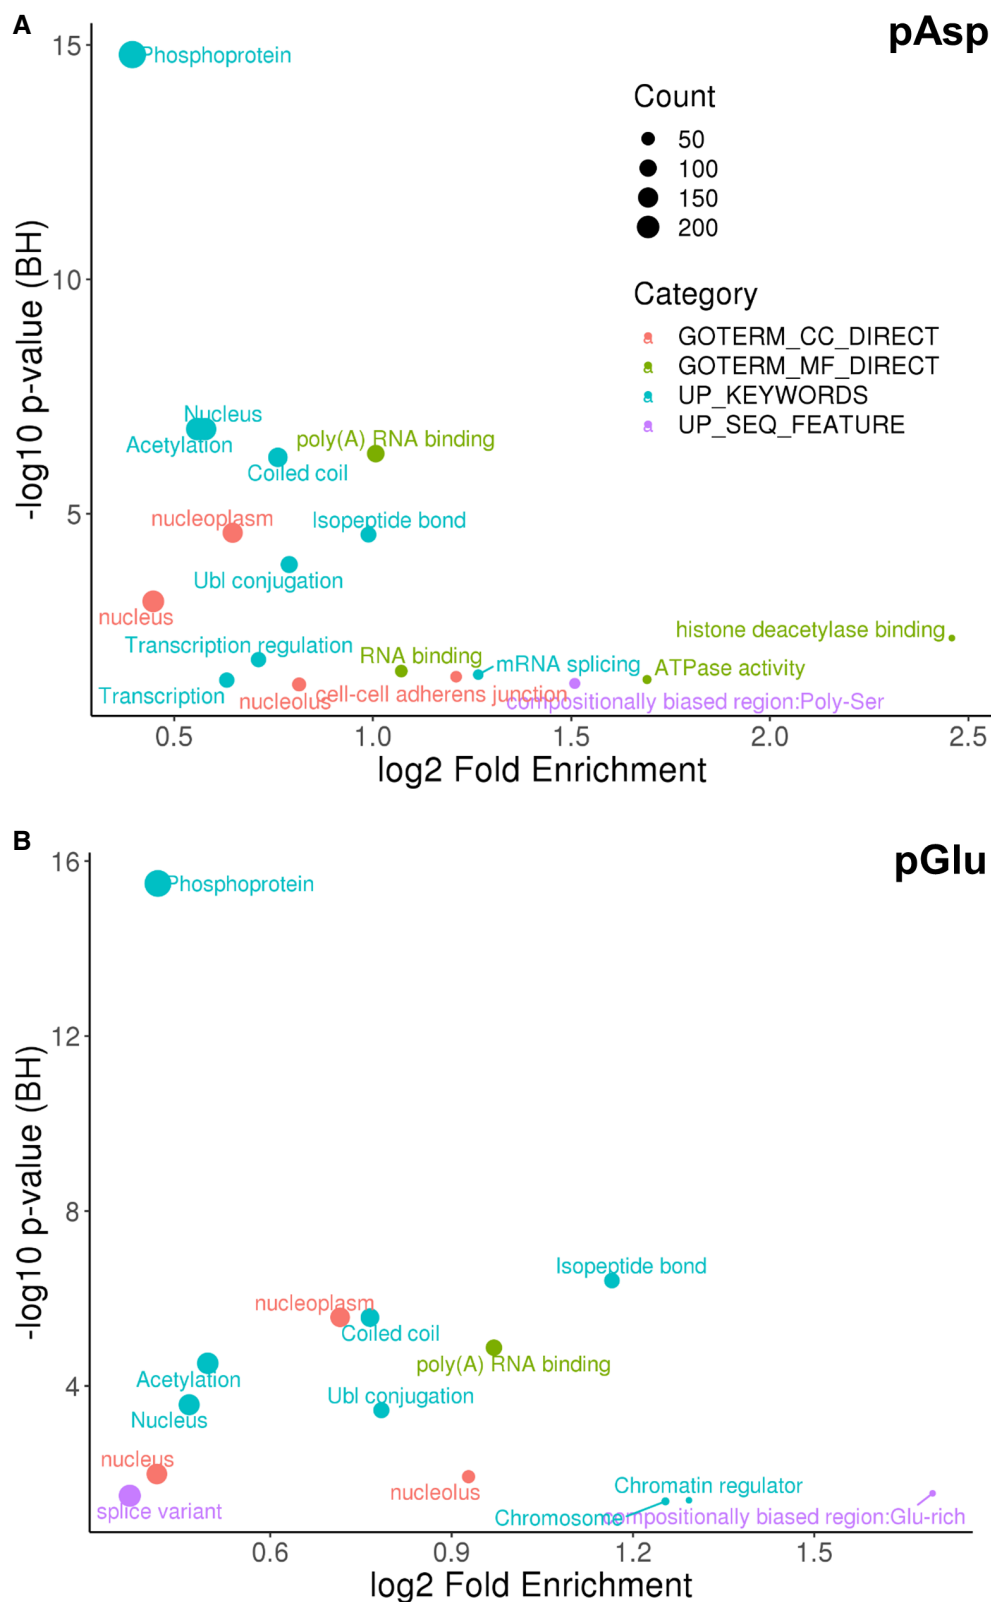 A
pAsp
15
Phosphoprotein
Count
50
100
150
200
-log10 p-value (BH)
10
Category
GOTERM_CC_DIRECT
GOTERM_MF_DIRECT
UP_KEYWORDS
UP_SEQ_FEATURE
Nucleus
Acetylation
poly(A) RNA binding
Coiled coil
5
nucleoplasm
Isopeptide bond
Ubl conjugation
nucleus
histone deacetylase binding
Transcription regulation
RNA binding
mRNA splicing
ATPase activity
Transcription
nucleolus
cell-cell adherens junction
compositionally biased region:Poly-Ser
0.5 1.0 1.5 2.0 2.5
log2 Fold Enrichment
B
pGlu
16
Phosphoprotein
12
-log10 p-value (BH)
8
Isopeptide bond
nucleoplasm
Coiled coil
poly(A) RNA binding
4
Acetylation
Ubl conjugation
Nucleus
nucleus
nucleolus
Chromatin regulator
splice variant
Chromosome
compositionally biased region:Glu-rich
0.6 0.9 1.2 1.5
log2 Fold Enrichment